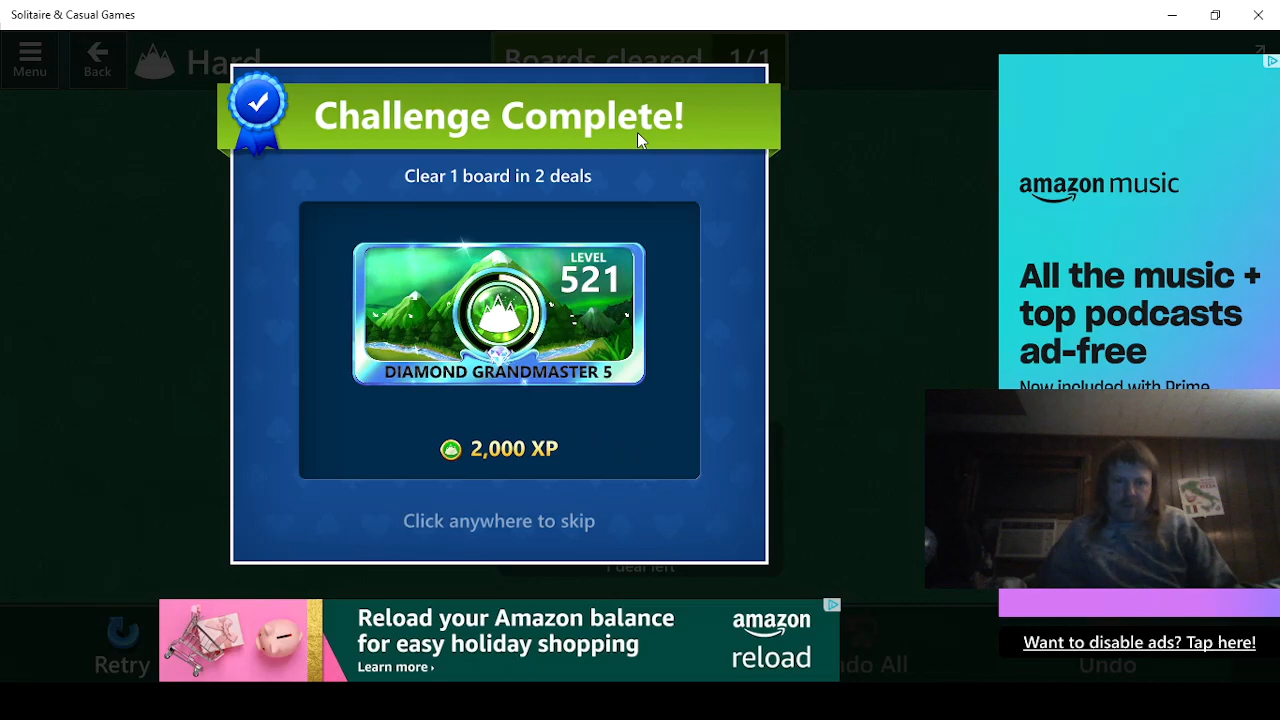 Solitaire & Casual Games
Menu
Back
Hard
Boards cleared 1/1
Challenge Complete!
Clear 1 board in 2 deals
LEVEL
521
DIAMOND GRANDMASTER 5
2,000 XP
Click anywhere to skip
1 deal left
amazon music
All the music +
top podcasts
ad-free
Now included with Prime
Want to disable ads? Tap here!
Reload your Amazon balance
for easy holiday shopping
Learn more ›
amazon
reload
Retry
Undo